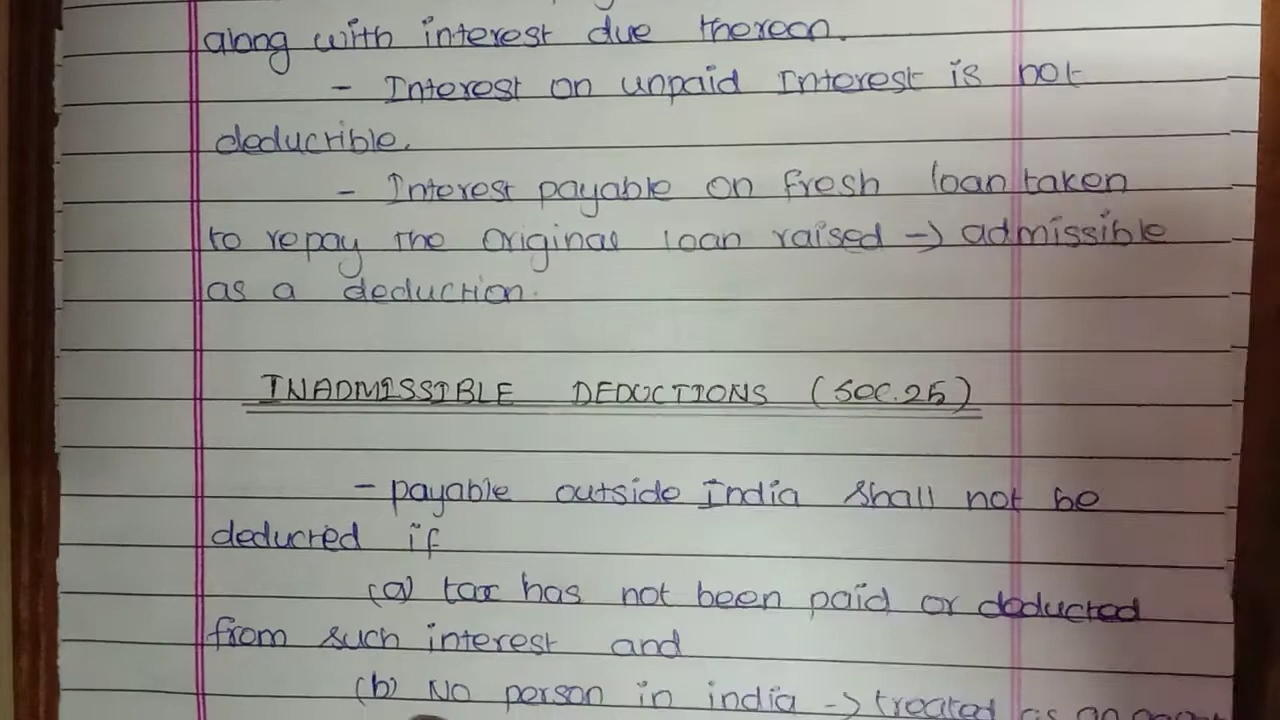 along with interest due thereon.
- Interest on unpaid Interest is not
deductible.
- Interest payable on fresh loan taken
to repay the original loan raised → admissible
as a deduction.
INADMISSIBLE DEDUCTIONS (SEC.25)
- payable outside India shall not be
deducted if
(a) tax has not been paid or deducted
from such interest and
(b) No person in india → treated as an